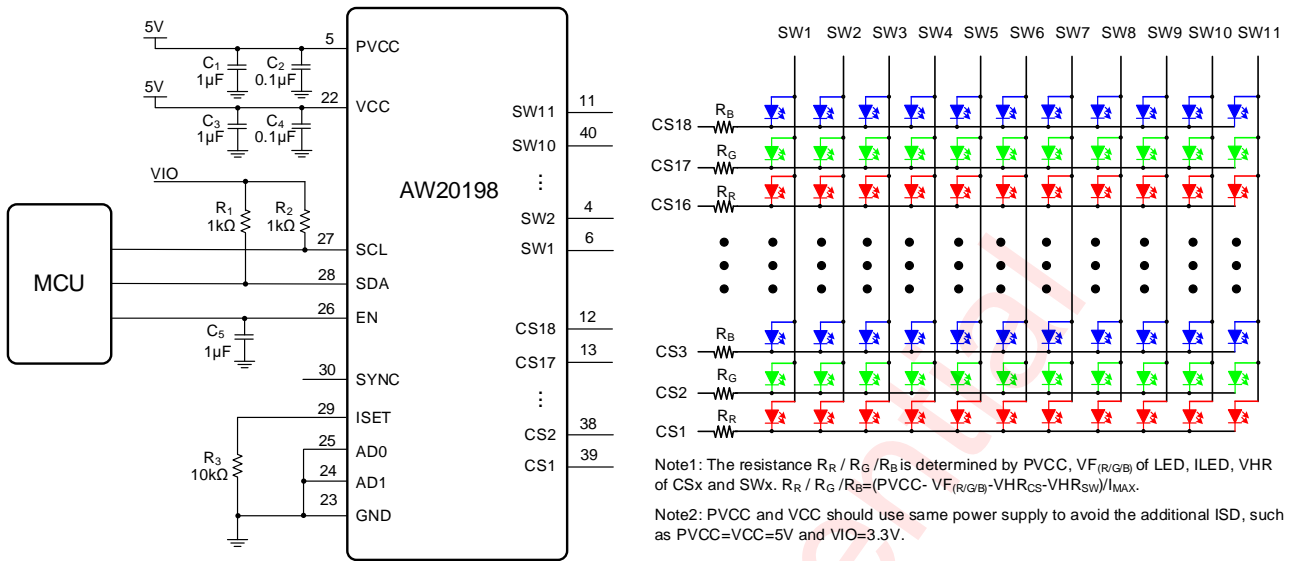 5V
5
PVCC
C1
1µF
C2
0.1µF
5V
22
VCC
C3
1µF
C4
0.1µF
VIO
R1
1kΩ
R2
1kΩ
MCU
27
SCL
28
SDA
26
EN
C5
1µF
30
SYNC
29
ISET
R3
10kΩ
25
AD0
24
AD1
23
GND
AW20198
SW11
11
SW10
40
SW2
4
SW1
6
CS18
12
CS17
13
CS2
38
CS1
39
SW1 SW2 SW3 SW4 SW5 SW6 SW7 SW8 SW9 SW10 SW11
CS18 RB
CS17 RG
CS16 RR
CS3 RB
CS2 RG
CS1 RR
Note1: The resistance RR / RG /RB is determined by PVCC, VF(R/G/B) of LED, ILED, VHR
of CSx and SWx. RR / RG /RB=(PVCC- VF(R/G/B)-VHRCS-VHRSW)/IMAX.
Note2: PVCC and VCC should use same power supply to avoid the additional ISD, such
as PVCC=VCC=5V and VIO=3.3V.